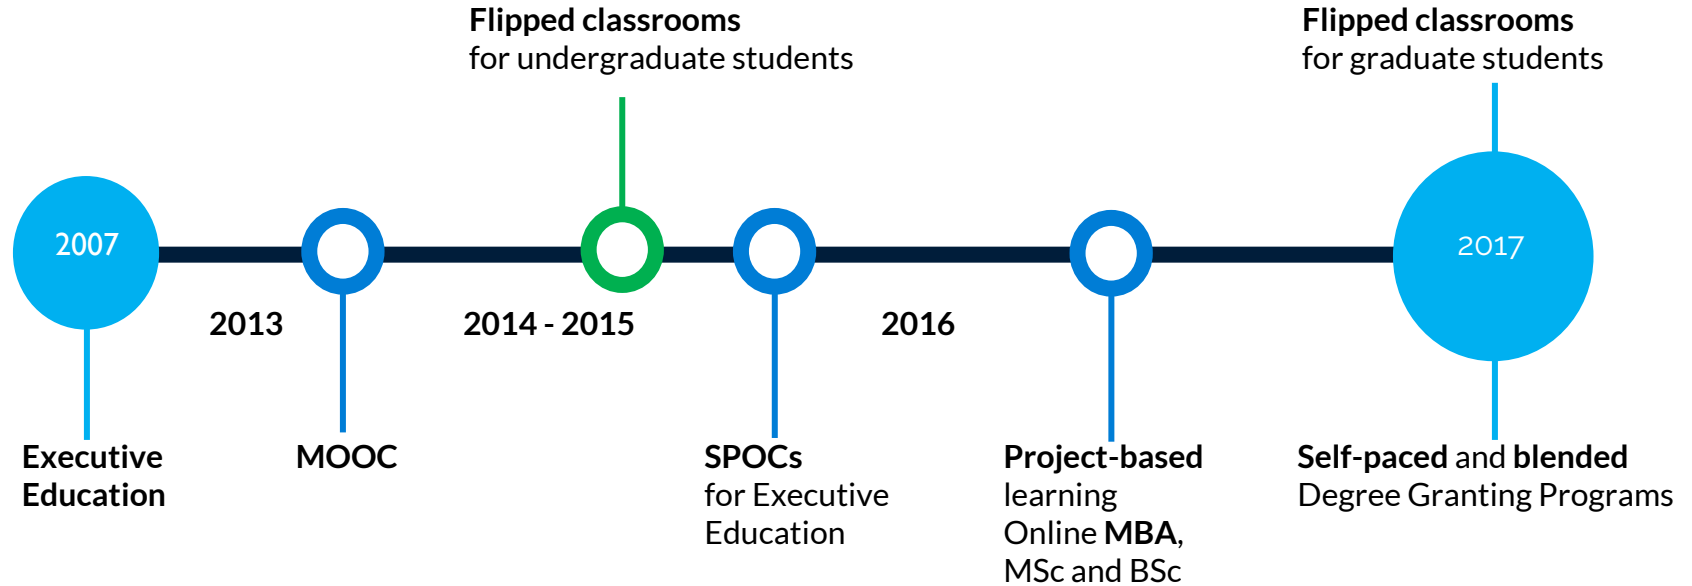 Flipped classrooms
for undergraduate students
Flipped classrooms
for graduate students
2007
2017
2013
2014 - 2015
2016
Executive
Education
MOOC
SPOCs
for Executive
Education
Project-based
learning
Online MBA,
MSc and BSc
Self-paced and blended
Degree Granting Programs